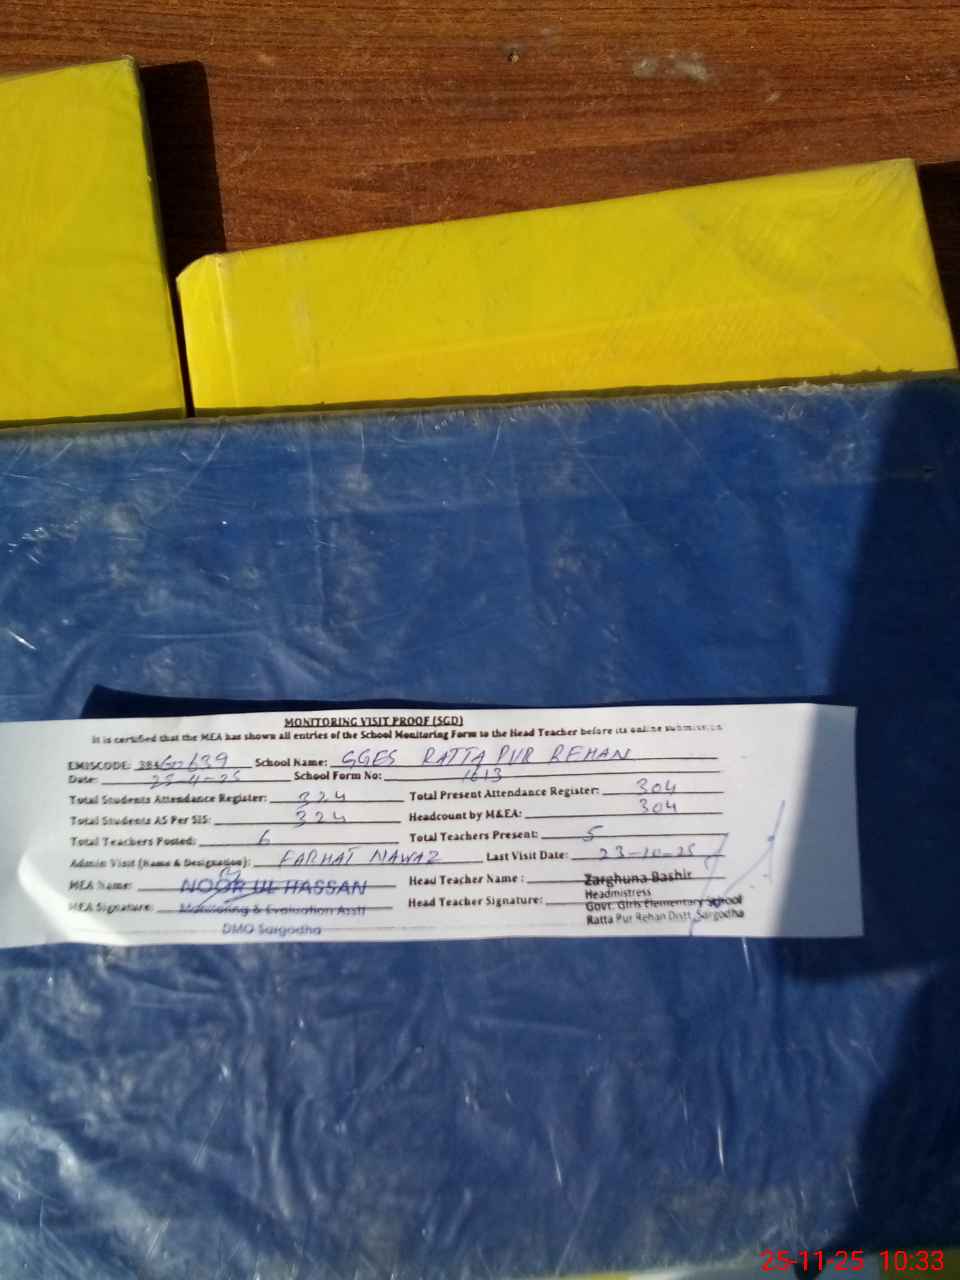 MONITORING VISIT PROOF (SGD)
It is certified that the MEA has shown all entries of the School Monitoring Form to the Head Teacher before its online submission
EMISCODE: 384 639 School Name: GGES RATTA PUR REHAN
Date: School Form No: 1613
Total Students Attendance Register: 324 Total Present Attendance Register: 304
Total Students AS Per SIS: 324 Headcount by M&EA: 304
Total Teachers Posted: 6 Total Teachers Present: 5
Admin Visit (Name & Designation): FARHAT NAWAZ Last Visit Date: 23-10-25
MEA Name: NOOR UL HASSAN Head Teacher Name: Zarghuna Bashir
Headmistress
MEA Signature: Monitoring & Evaluation Asstt Head Teacher Signature: Govt. Girls Elementary School
DMO Sargodha Ratta Pur Rehan Distt. Sargodha
25-11-25 10:33